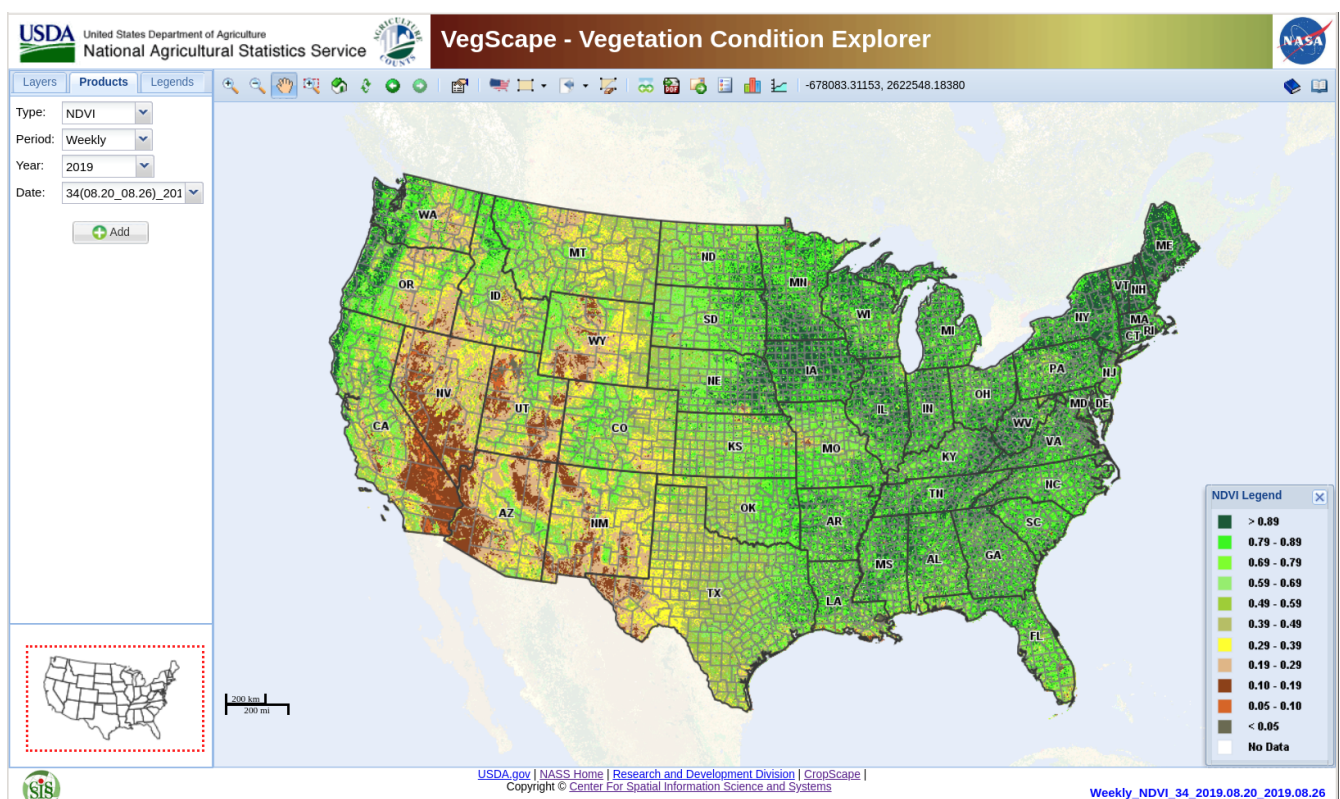 USDA United States Department of Agriculture
National Agricultural Statistics Service
AGRICULTURE COUNTS
VegScape - Vegetation Condition Explorer
NASA
Layers Products Legends
-678083.31153, 2622548.18380
Type: NDVI
Period: Weekly
Year: 2019
Date: 34(08.20_08.26)_201
Add
WA
MT
ND
MN
ME
OR
ID
SD
WI
VT
NH
WY
MI
NY
MA
CT
RI
NV
UT
NE
IA
PA
NJ
CA
CO
IL
IN
OH
MD
DE
KS
MO
WV
VA
KY
AZ
NM
OK
AR
TN
NC
SC
TX
LA
MS
AL
GA
FL
PDF
NDVI Legend
> 0.89
0.79 - 0.89
0.69 - 0.79
0.59 - 0.69
0.49 - 0.59
0.39 - 0.49
0.29 - 0.39
0.19 - 0.29
0.10 - 0.19
0.05 - 0.10
< 0.05
No Data
200 km
200 mi
SiS
USDA.gov | NASS Home | Research and Development Division | CropScape |
Copyright © Center For Spatial Information Science and Systems
Weekly_NDVI_34_2019.08.20_2019.08.26